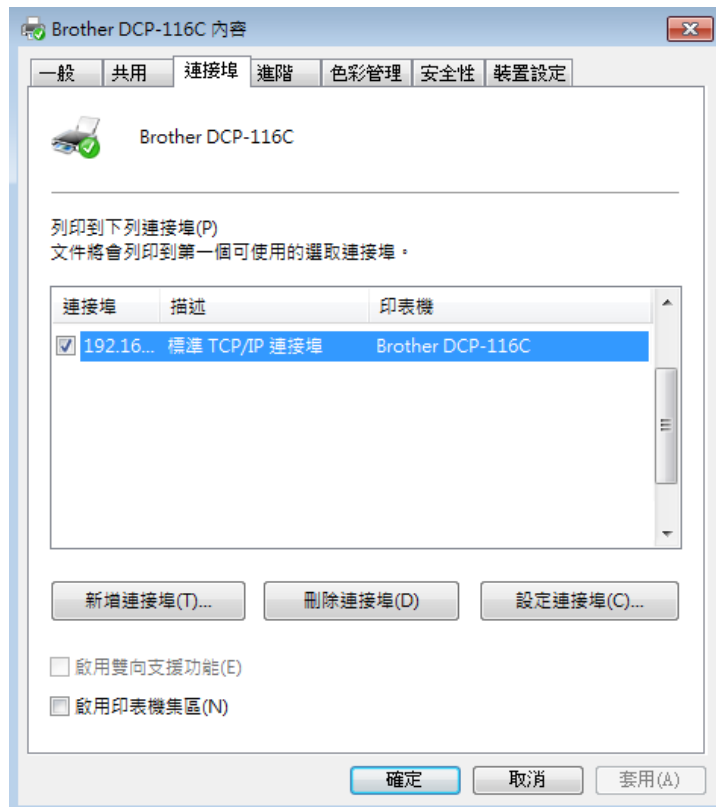 Brother DCP-116C 內容
一般 共用 連接埠 進階 色彩管理 安全性 裝置設定
Brother DCP-116C
列印到下列連接埠(P)
文件將會列印到第一個可使用的選取連接埠。
連接埠 描述 印表機
192.16... 標準 TCP/IP 連接埠 Brother DCP-116C
新增連接埠(T)... 刪除連接埠(D) 設定連接埠(C)...
啟用雙向支援功能(E)
啟用印表機集區(N)
確定 取消 套用(A)